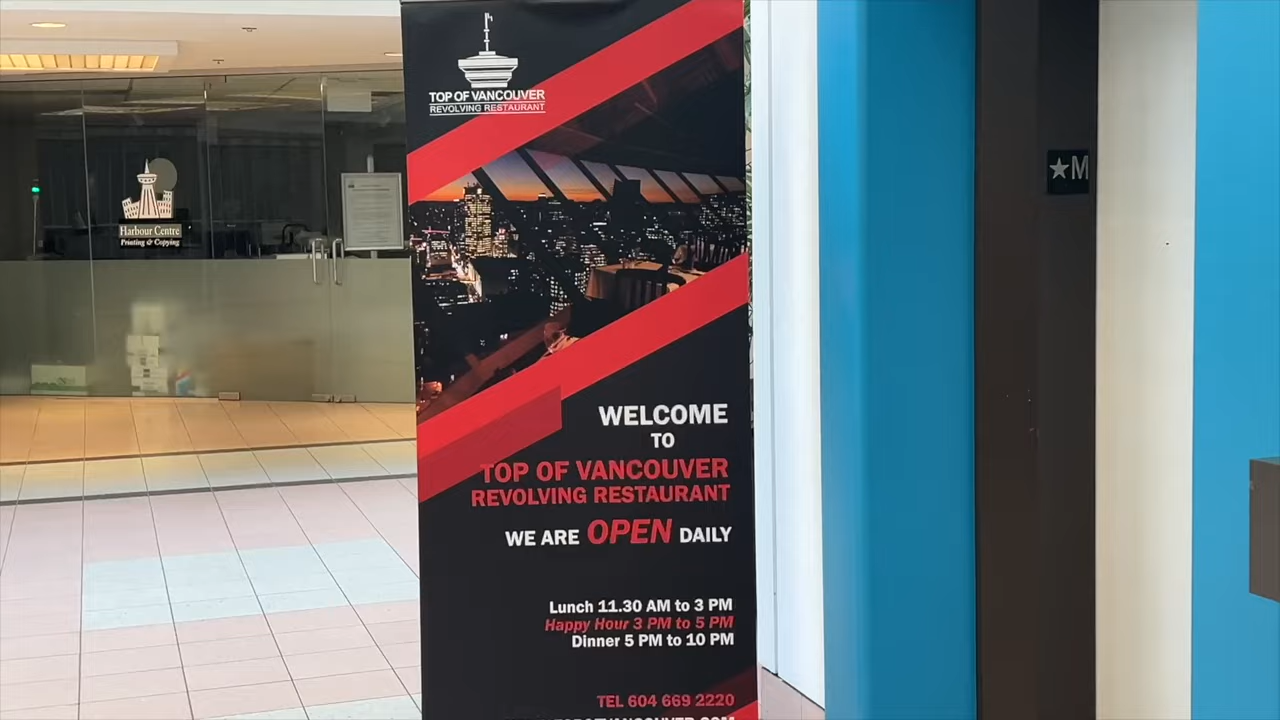 Harbour Centre
Printing & Copying
TOP OF VANCOUVER
REVOLVING RESTAURANT
WELCOME
TO
TOP OF VANCOUVER
REVOLVING RESTAURANT
WE ARE OPEN DAILY
Lunch 11.30 AM to 3 PM
Happy Hour 3 PM to 5 PM
Dinner 5 PM to 10 PM
TEL 604 669 2220
★M